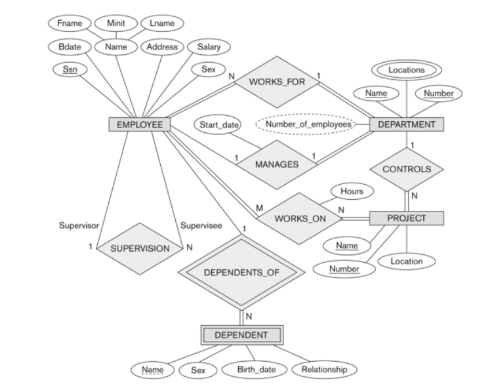 Fname Minit Lname
Bdate Name Address Salary
Ssn Sex
Locations
Name Number
N WORKS_FOR 1
Start_date Number_of_employees
EMPLOYEE DEPARTMENT
1 MANAGES 1
1
CONTROLS
N
Hours
M WORKS_ON N
PROJECT
Supervisor Supervisee
1 SUPERVISION N
1
Name
Number Location
DEPENDENTS_OF
N
DEPENDENT
Name Sex Birth_date Relationship